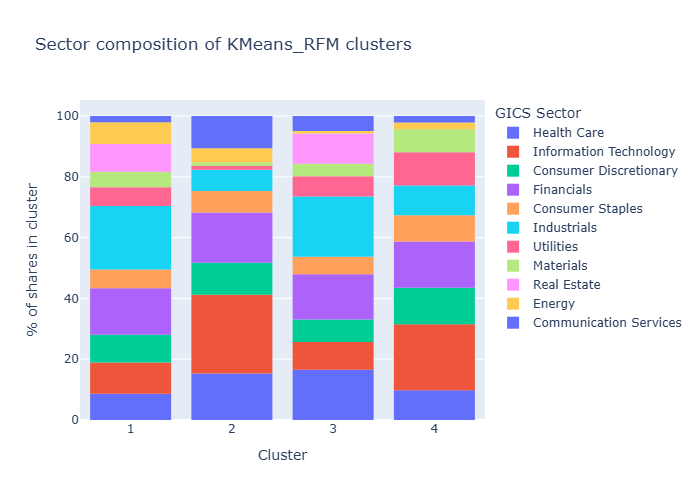 Sector composition of KMeans_RFM clusters
% of shares in cluster
100
80
60
40
20
0
1
2
3
4
Cluster
GICS Sector
Health Care
Information Technology
Consumer Discretionary
Financials
Consumer Staples
Industrials
Utilities
Materials
Real Estate
Energy
Communication Services